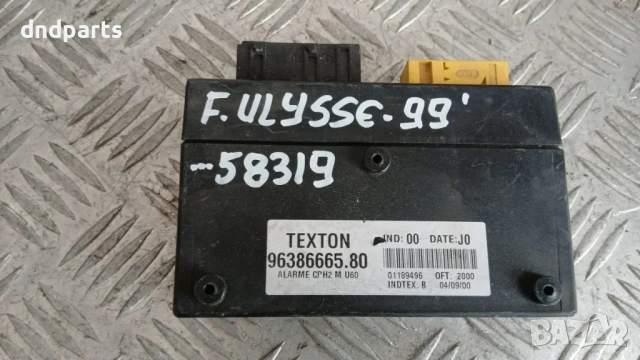 dndparts
F. ULYSSE-99'
58319
TEXTON IND: 00 DATE: J0
96386665.80
ALARME CPH2 M U60
01189496 OFT: 2000
INDTEX: 8 04/09/00
BAZAR